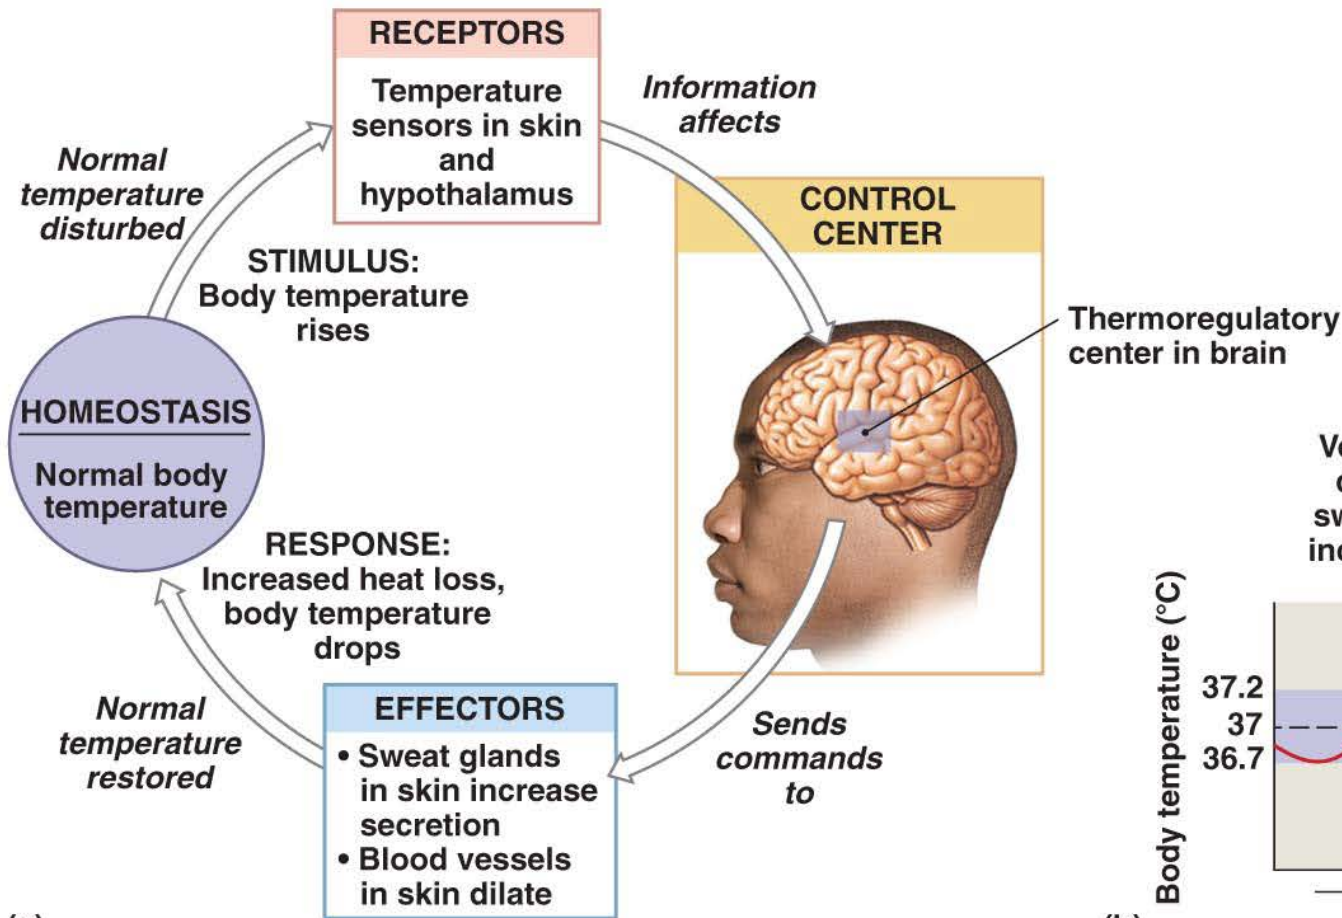 RECEPTORS
Temperature
sensors in skin
and
hypothalamus
Information
affects
Normal
temperature
disturbed
STIMULUS:
Body temperature
rises
CONTROL
CENTER
Thermoregulatory
center in brain
HOMEOSTASIS
Normal body
temperature
RESPONSE:
Increased heat loss,
body temperature
drops
Normal
temperature
restored
EFFECTORS
• Sweat glands
in skin increase
secretion
• Blood vessels
in skin dilate
Sends
commands
to
Body temperature (°C)
37.2
37
36.7